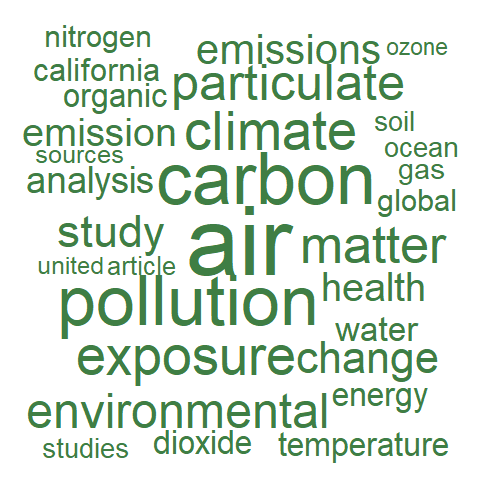 nitrogen
emissions ozone
california
particulate
organic
emission climate soil
sources
ocean
analysis carbon gas
global
study air matter
united article
pollution health
water
exposure change
energy
environmental
studies dioxide temperature